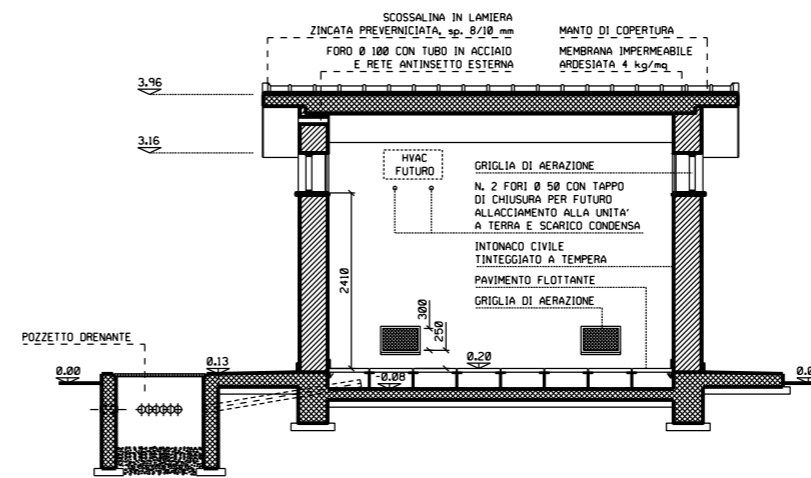 SCOSSALINA IN LAMIERA
ZINCATA PREVERNICIATA, sp. 8/10 mm
FORO Ø 100 CON TUBO IN ACCIAIO
E RETE ANTINSETTO ESTERNA
MANTO DI COPERTURA
MEMBRANA IMPERMEABILE
ARDESIATA 4 kg/mq
3.96
3.16
HVAC
FUTURO
GRIGLIA DI AERAZIONE
N. 2 FORI Ø 50 CON TAPPO
DI CHIUSURA PER FUTURO
ALLACCIAMENTO ALLA UNITA'
A TERRA E SCARICO CONDENSA
INTONACO CIVILE
TINTEGGIATO A TEMPERA
PAVIMENTO FLOTTANTE
GRIGLIA DI AERAZIONE
2410
300
250
POZZETTO DRENANTE
0.00
0.13
-0.08
0.20
0.0